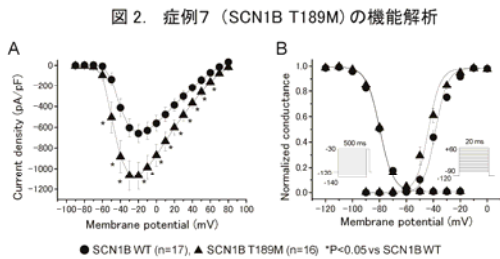 図 2. 症例7 (SCN1B T189M) の機能解析
A
B
Current density (pA/pF)
0
-200
-400
-600
-800
-1000
-1200
-100 -80 -60 -40 -20 0 20 40 60 80 100
Membrane potential (mV)
Normalized conductance
1.0
0.8
0.6
0.4
0.2
0.0
-30
500 ms
-140
20 ms
+60
-90
-120
-120 -100 -80 -60 -40 -20 0
Membrane potential (mV)
● SCN1B WT (n=17), ▲ SCN1B T189M (n=16) *P<0.05 vs SCN1B WT